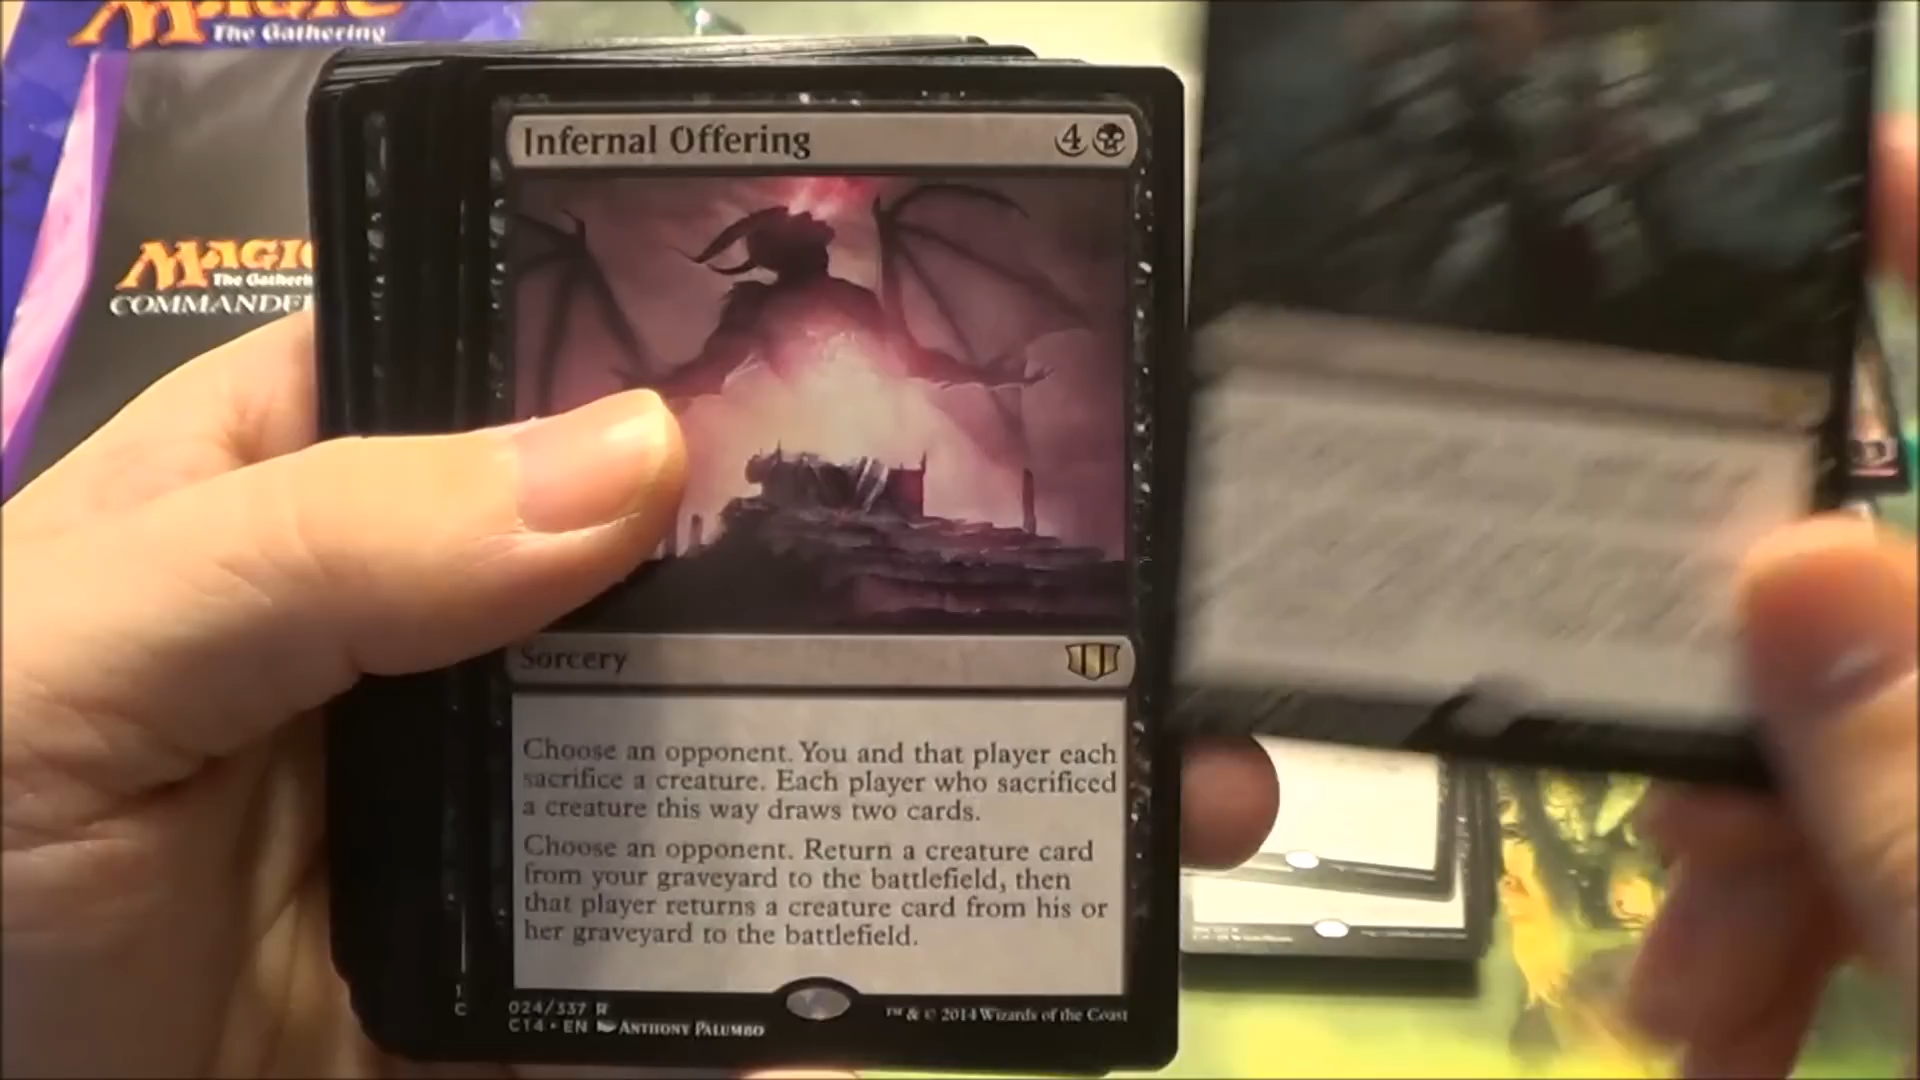 MAGIC
The Gathering
MAGIC
The Gathering
COMMANDER
Infernal Offering 4
Sorcery
Choose an opponent. You and that player each
sacrifice a creature. Each player who sacrificed
a creature this way draws two cards.
Choose an opponent. Return a creature card
from your graveyard to the battlefield, then
that player returns a creature card from his or
her graveyard to the battlefield.
024/337 R
C14 • EN Anthony Palumbo
™ & © 2014 Wizards of the Coast